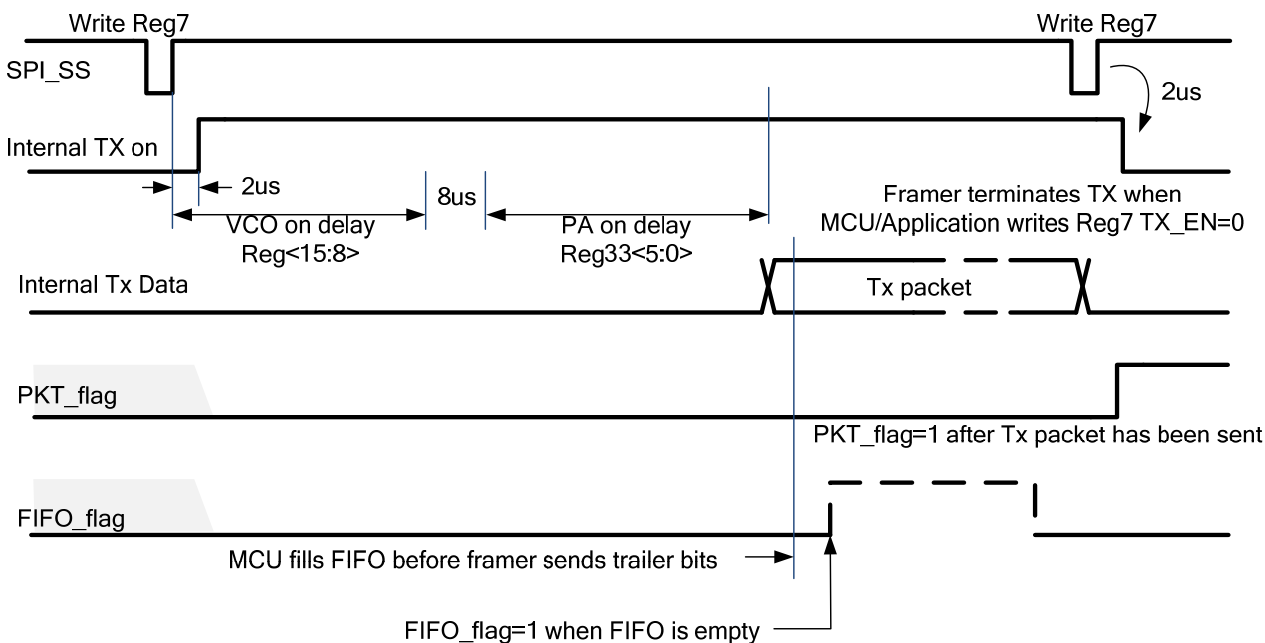 Write Reg7
Write Reg7
SPI_SS
2us
Internal TX on
2us
8us
VCO on delay
Reg<15:8>
PA on delay
Reg33<5:0>
Framer terminates TX when
MCU/Application writes Reg7 TX_EN=0
Internal Tx Data
Tx packet
PKT_flag
PKT_flag=1 after Tx packet has been sent
FIFO_flag
MCU fills FIFO before framer sends trailer bits
FIFO_flag=1 when FIFO is empty